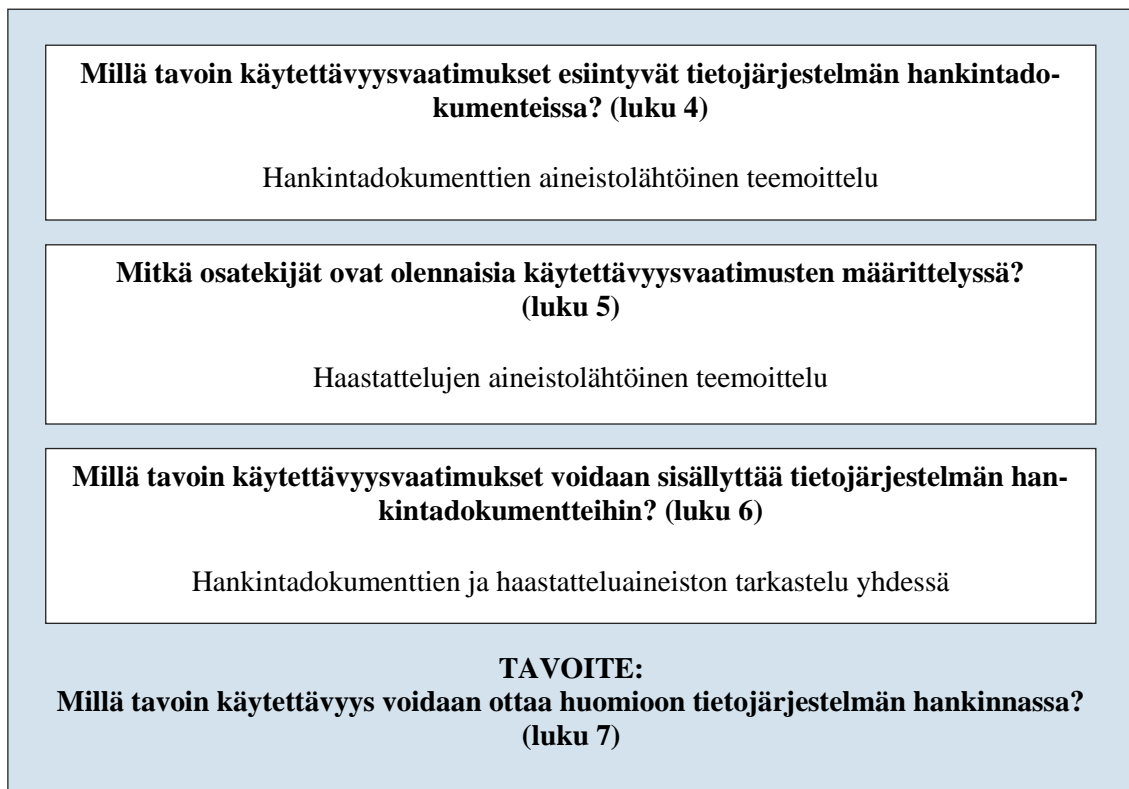 Millä tavoin käytettävyysvaatimukset esiintyvät tietojärjestelmän hankintado-
kumenteissa? (luku 4)
Hankintadokumenttien aineistolähtöinen teemoittelu
Mitkä osatekijät ovat olennaisia käytettävyysvaatimusten määrittelyssä?
(luku 5)
Haastattelujen aineistolähtöinen teemoittelu
Millä tavoin käytettävyysvaatimukset voidaan sisällyttää tietojärjestelmän han-
kintadokumentteihin? (luku 6)
Hankintadokumenttien ja haastatteluaineiston tarkastelu yhdessä
TAVOITE:
Millä tavoin käytettävyys voidaan ottaa huomioon tietojärjestelmän hankinnassa?
(luku 7)